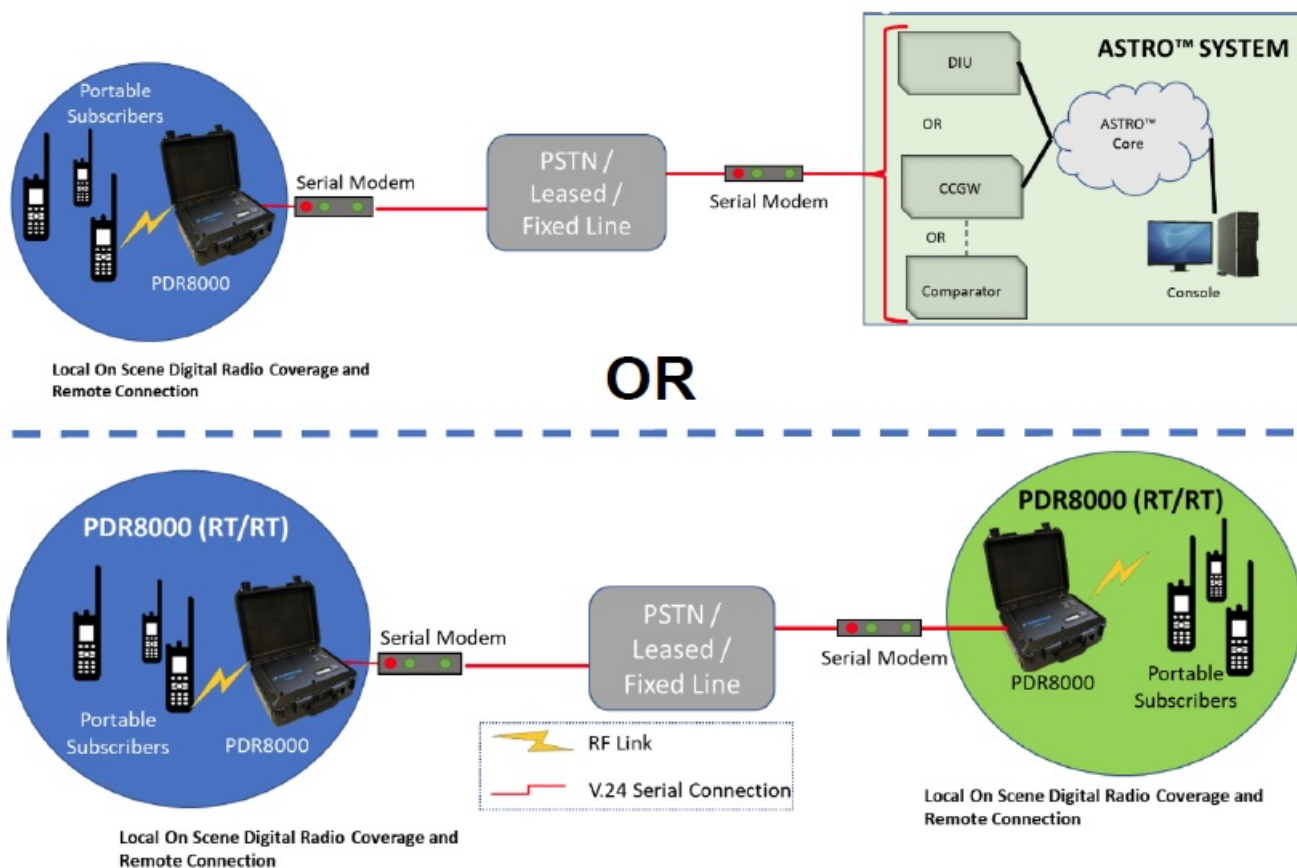 Portable
Subscribers
PDR8000
Serial Modem
Local On Scene Digital Radio Coverage and
Remote Connection
PSTN /
Leased /
Fixed Line
Serial Modem
ASTRO™ SYSTEM
DIU
OR
CCGW
OR
Comparator
ASTRO™
Core
Console
OR
PDR8000 (RT/RT)
Portable
Subscribers
PDR8000
Serial Modem
Local On Scene Digital Radio Coverage and
Remote Connection
PSTN /
Leased /
Fixed Line
RF Link
V.24 Serial Connection
Serial Modem
PDR8000 (RT/RT)
PDR8000
Portable
Subscribers
Local On Scene Digital Radio Coverage and
Remote Connection